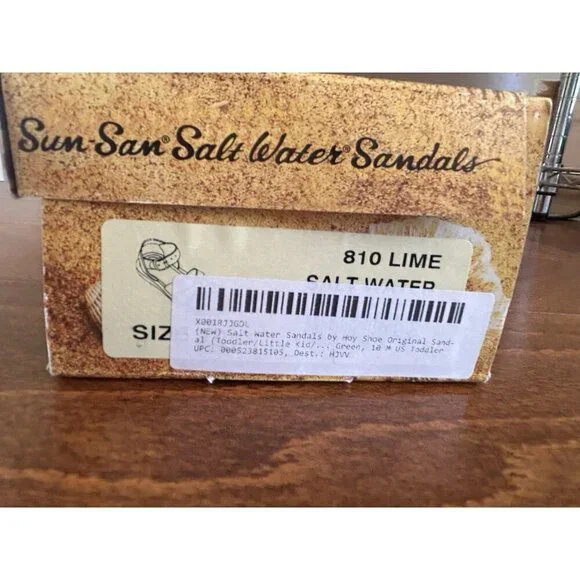 Sun-San® Salt Water® Sandals
810 LIME
SALT WATER
SIZ
X001RJJGDL
(NEW) Salt Water Sandals by Hoy Shoe Original Sand-
al (Toddler/Little Kid/... Green, 10 M US Toddler
UPC: 000523815105, Dest.: HJVV